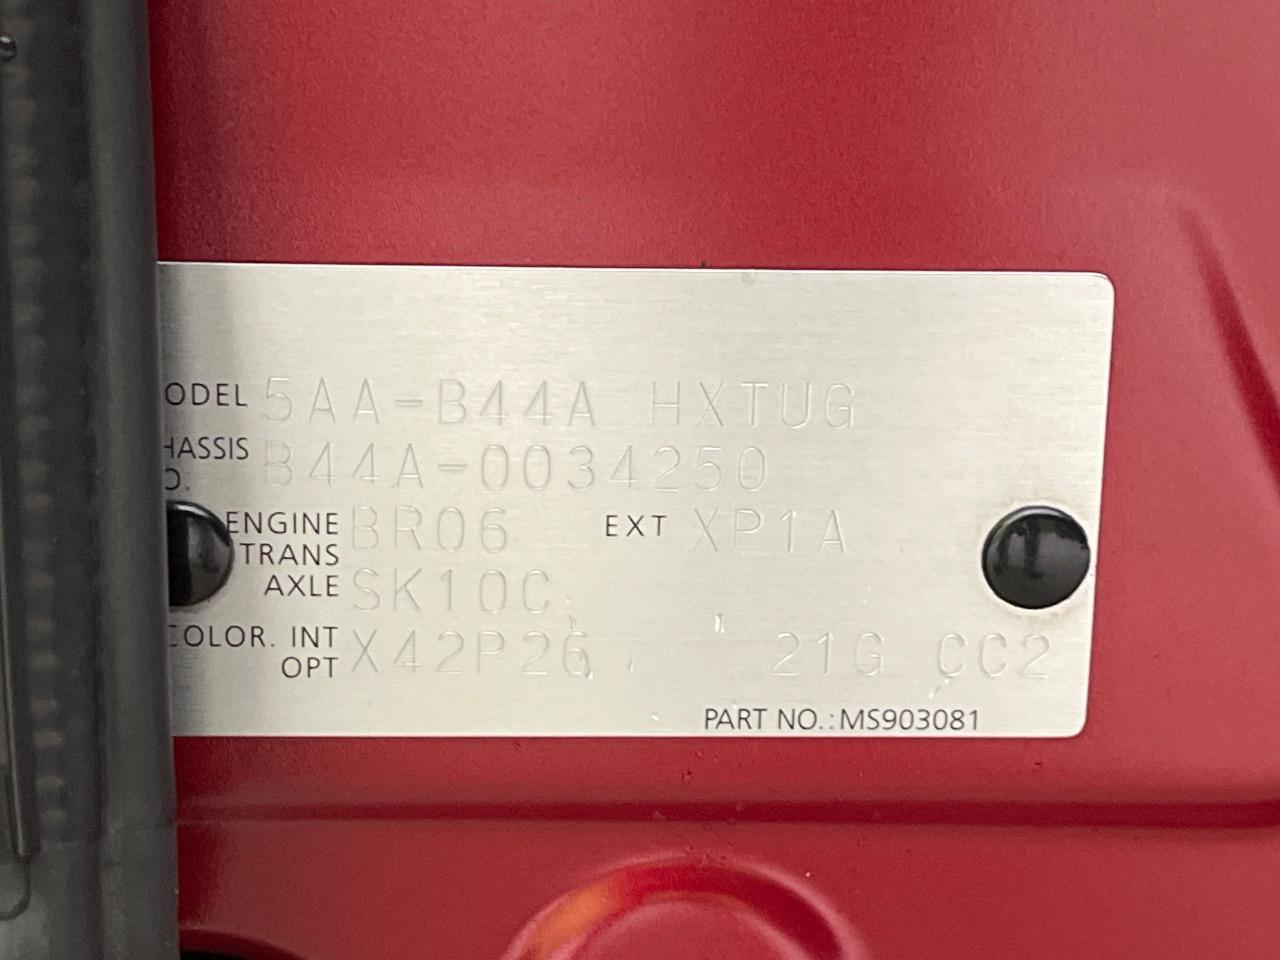 ODEL 5AA-B44A HXTUG
HASSIS
O. B44A-0034250
ENGINE BR06 EXT XP1A
TRANS
AXLE SK10C
COLOR. INT
OPT X42P26 21G CC2
PART NO.:MS903081